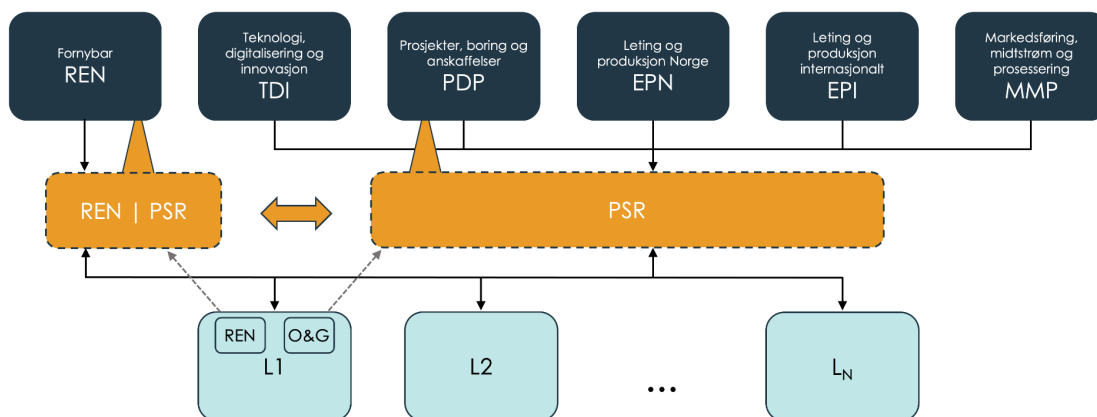 Fornybar
REN
Teknologi,
digitalisering og
innovasjon
TDI
Prosjekter, boring og
anskaffelser
PDP
Leting og
produksjon Norge
EPN
Leting og
produksjon
internasjonalt
EPI
Markedsføring,
midtstrøm og
prosessering
MMP
REN | PSR
PSR
REN
O&G
L1
L2
...
LN